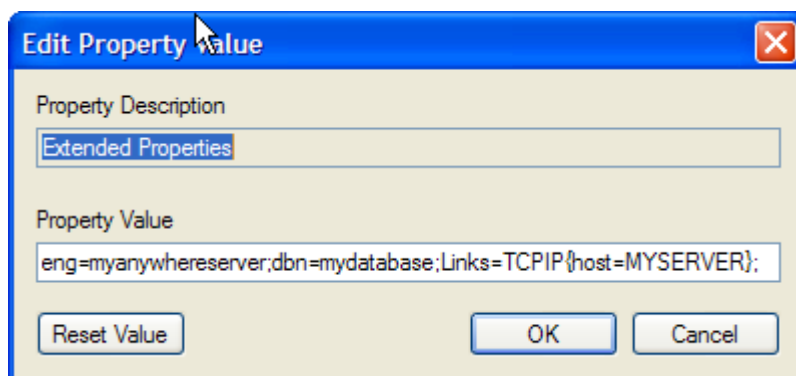 Edit Property Value
Property Description
Extended Properties
Property Value
eng=myanywhereserver;dbn=mydatabase;Links=TCPIP{host=MYSERVER};
Reset Value OK Cancel